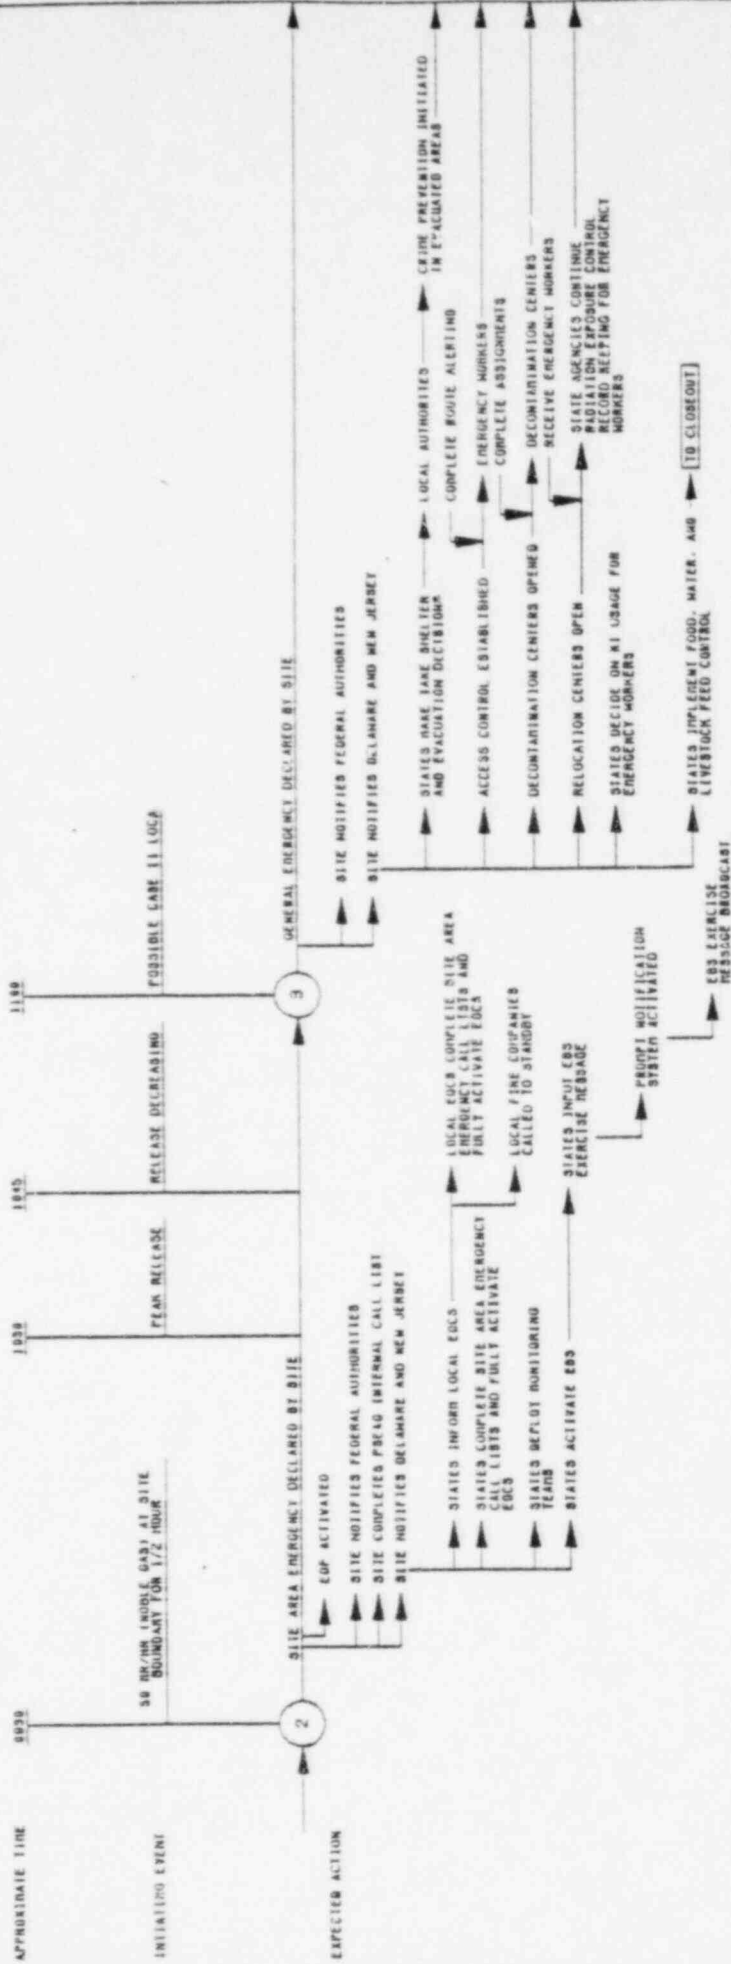 APPROXIMATE TIME
0930
1030
1045
1100
INITIATING EVENT
50 MR/HR (NOBLE GAS) AT SITE
BOUNDARY FOR 1/2 HOUR
PEAK RELEASE
RELEASE DECREASING
POSSIBLE CASE II LOCA
EXPECTED ACTION
2
SITE AREA EMERGENCY DECLARED BY SITE
EOF ACTIVATED
SITE NOTIFIES FEDERAL AUTHORITIES
SITE COMPLETES PSE&G INTERNAL CALL LIST
SITE NOTIFIES DELAWARE AND NEW JERSEY
STATES INFORM LOCAL EOCS
STATES COMPLETE SITE AREA EMERGENCY
CALL LISTS AND FULLY ACTIVATE
EOCS
STATES DEPLOY MONITORING
TEAMS
STATES ACTIVATE EBS
LOCAL EOCS COMPLETE SITE AREA
EMERGENCY CALL LISTS AND
FULLY ACTIVATE EOCS
LOCAL FIRE COMPANIES
CALLED TO STANDBY
STATES INPUT EBS
EXERCISE MESSAGE
PROMPT NOTIFICATION
SYSTEM ACTIVATED
EBS EXERCISE
MESSAGE BROADCAST
3
GENERAL EMERGENCY DECLARED BY SITE
SITE NOTIFIES FEDERAL AUTHORITIES
SITE NOTIFIES DELAWARE AND NEW JERSEY
STATES MAKE TAKE SHELTER
AND EVACUATION DECISIONS
LOCAL AUTHORITIES
COMPLETE ROUTE ALERTING
CRIME PREVENTION INITIATED
IN EVACUATED AREAS
ACCESS CONTROL ESTABLISHED
EMERGENCY WORKERS
COMPLETE ASSIGNMENTS
DECONTAMINATION CENTERS OPENED
DECONTAMINATION CENTERS
RECEIVE EMERGENCY WORKERS
RELOCATION CENTERS OPEN
STATE AGENCIES CONTINUE
RADIATION EXPOSURE CONTROL
RECORD KEEPING FOR EMERGENCY
WORKERS
STATES DECIDE ON KI USAGE FOR
EMERGENCY WORKERS
STATES IMPLEMENT FOOD, WATER, AND
LIVESTOCK FEED CONTROL
TO CLOSEOUT